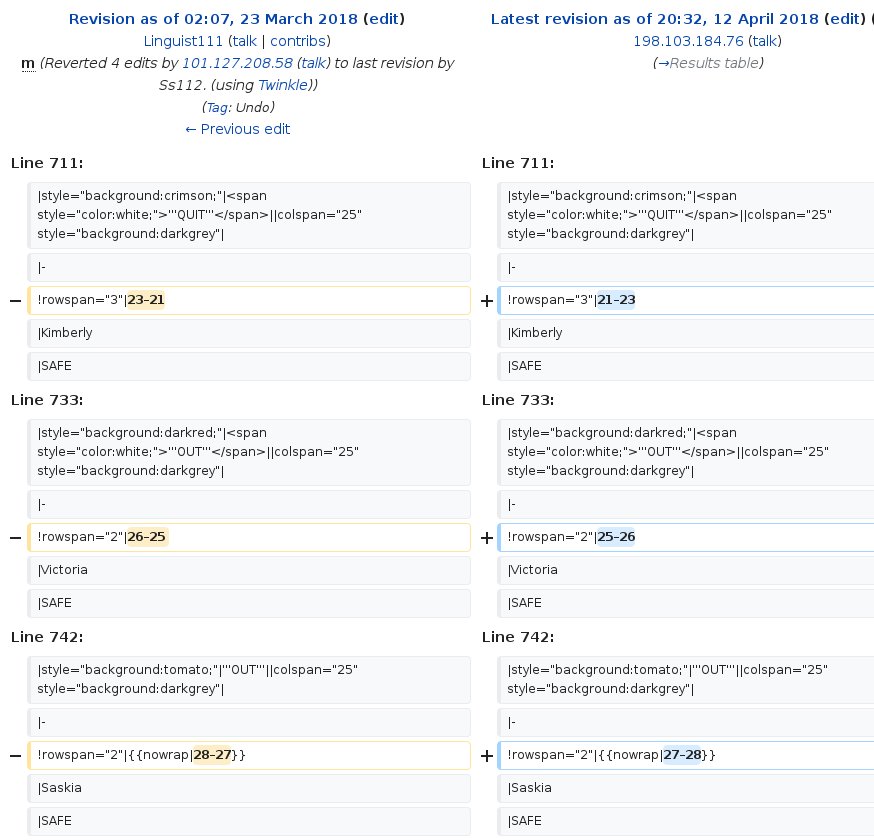 Revision as of 02:07, 23 March 2018 (edit)
Linguist111 (talk | contribs)
m (Reverted 4 edits by 101.127.208.58 (talk) to last revision by
Ss112. (using Twinkle))
(Tag: Undo)
← Previous edit
Latest revision as of 20:32, 12 April 2018 (edit) (
198.103.184.76 (talk)
(→Results table)
Line 711:
Line 711:
|style="background:crimson;"|<span
style="color:white;">'''QUIT'''</span>||colspan="25"
style="background:darkgrey"|
|style="background:crimson;"|<span
style="color:white;">'''QUIT'''</span>||colspan="25"
style="background:darkgrey"|
|-
|-
− !rowspan="3"|23–21
+ !rowspan="3"|21–23
|Kimberly
|Kimberly
|SAFE
|SAFE
Line 733:
Line 733:
|style="background:darkred;"|<span
style="color:white;">'''OUT'''</span>||colspan="25"
style="background:darkgrey"|
|style="background:darkred;"|<span
style="color:white;">'''OUT'''</span>||colspan="25"
style="background:darkgrey"|
|-
|-
− !rowspan="2"|26–25
+ !rowspan="2"|25–26
|Victoria
|Victoria
|SAFE
|SAFE
Line 742:
Line 742:
|style="background:tomato;"|'''OUT'''||colspan="25"
style="background:darkgrey"|
|style="background:tomato;"|'''OUT'''||colspan="25"
style="background:darkgrey"|
|-
|-
− !rowspan="2"|{{nowrap|28–27}}
+ !rowspan="2"|{{nowrap|27–28}}
|Saskia
|Saskia
|SAFE
|SAFE